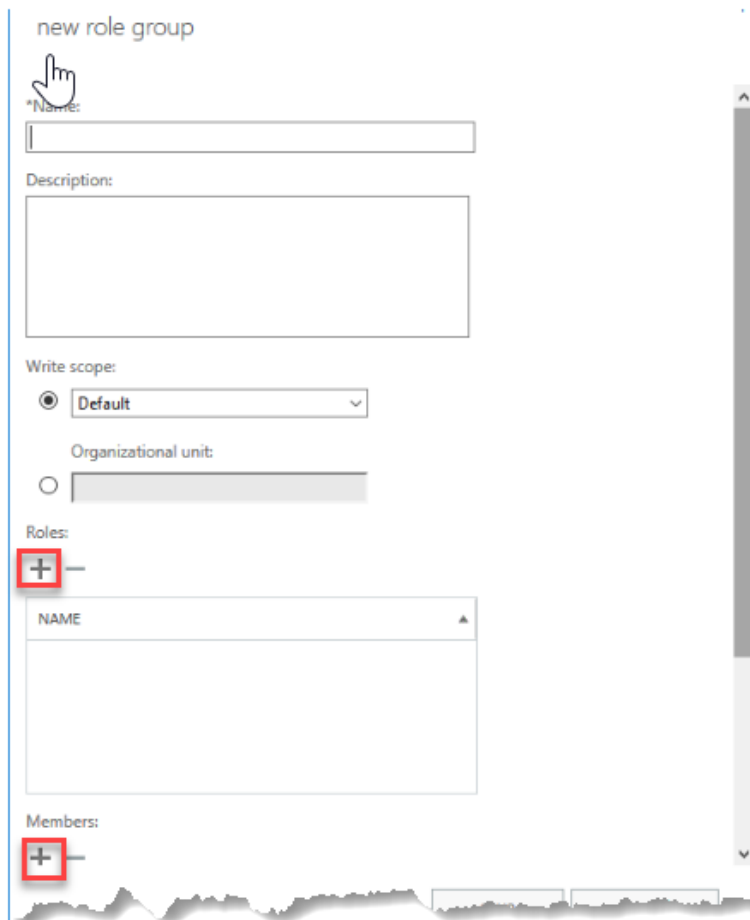 new role group
*Name:
Description:
Write scope:
Default
Organizational unit:
Roles:
NAME
Members: